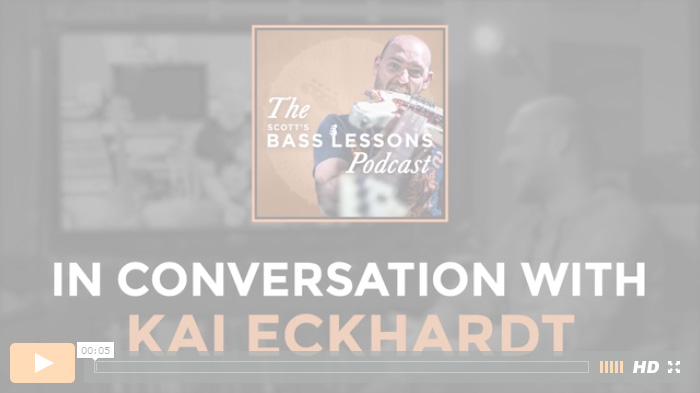 The
SCOTT'S
BASS LESSONS
Podcast
IN CONVERSATION WITH
KAI ECKHARDT
00:05
HD